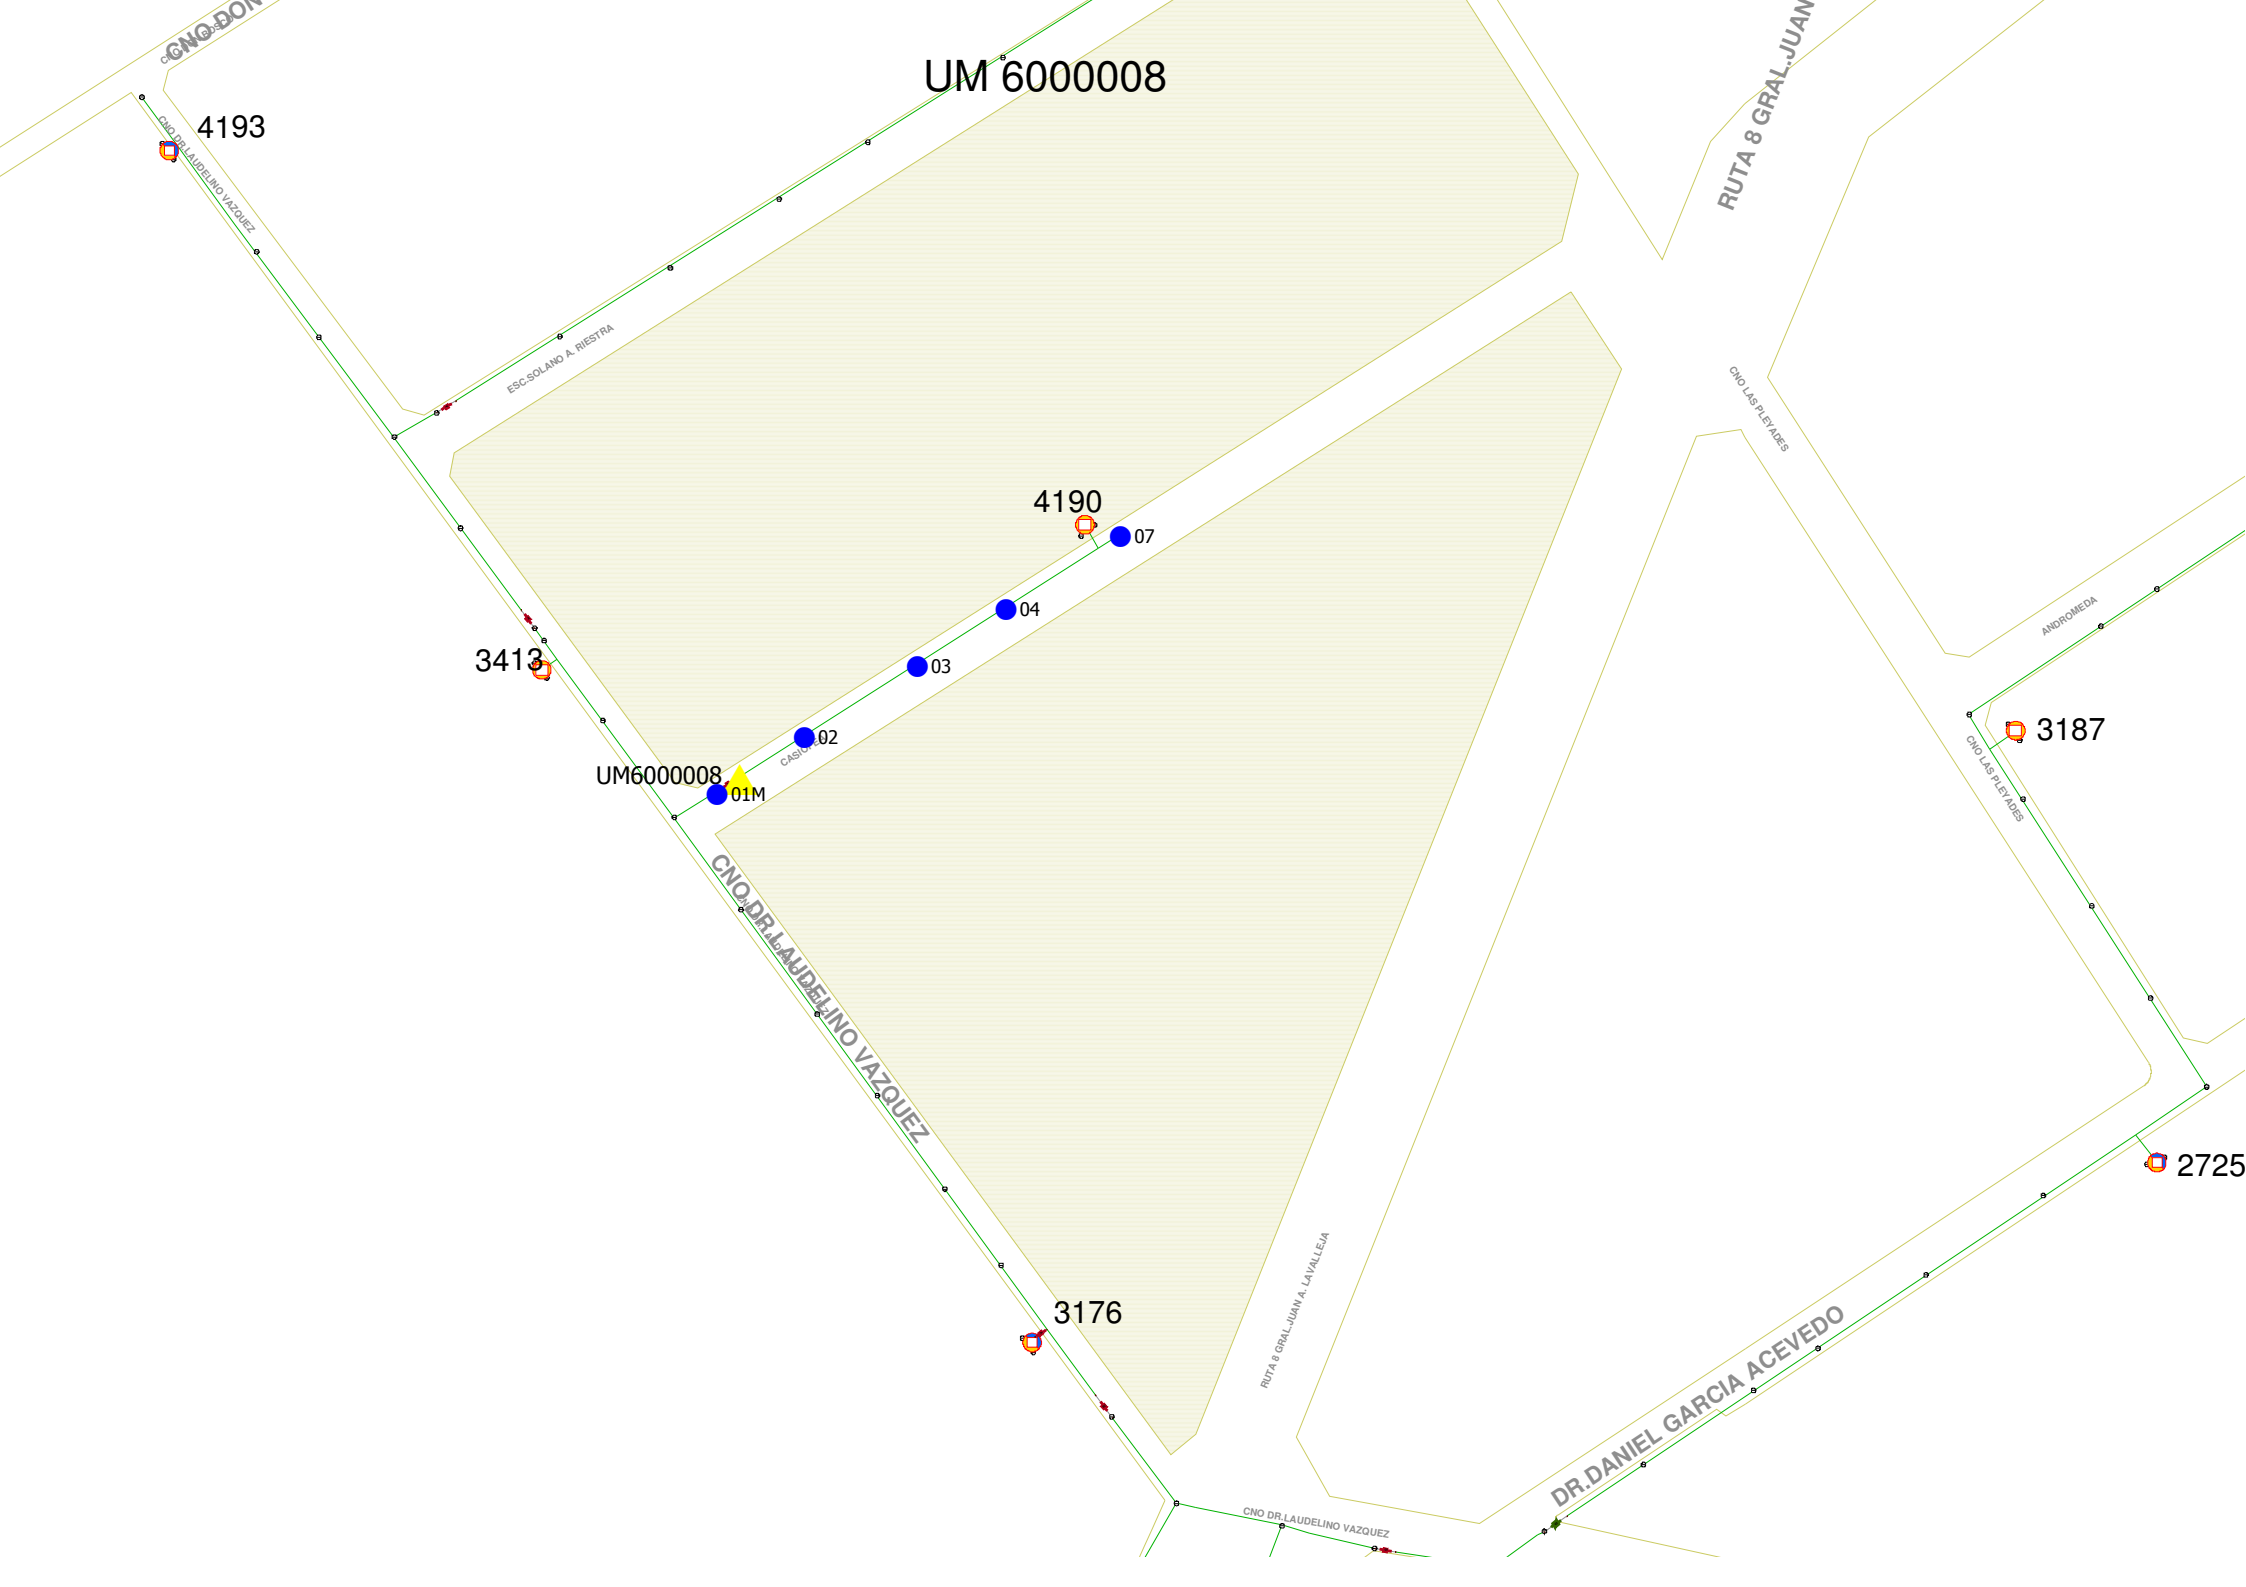 CNO DON
RUTA 8 GRAL.JUAN
UM 6000008
4193
CNO DR.LAUDELINO VAZQUEZ
ESC.SOLANO A. RIESTRA
CNO LAS PLEYADES
4190
07
04
ANDROMEDA
3413
03
3187
02
CNO LAS PLEYADES
UM6000008
01M
CNO DR.LAUDELINO VAZQUEZ
2725
RUTA 8 GRAL.JUAN A. LAVALLEJA
3176
DR.DANIEL GARCIA ACEVEDO
CNO DR.LAUDELINO VAZQUEZ